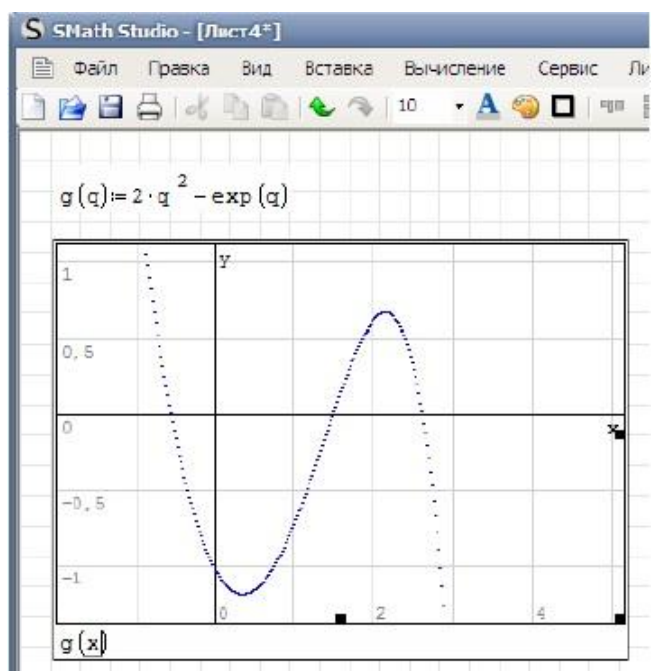 SMath Studio - [Лист4*]
Файл Правка Вид Вставка Вычисление Сервис
10 A
g(q):=2·q²-exp(q)
y
1
0,5
0
x
-0,5
-1
0 2 4
g(x)